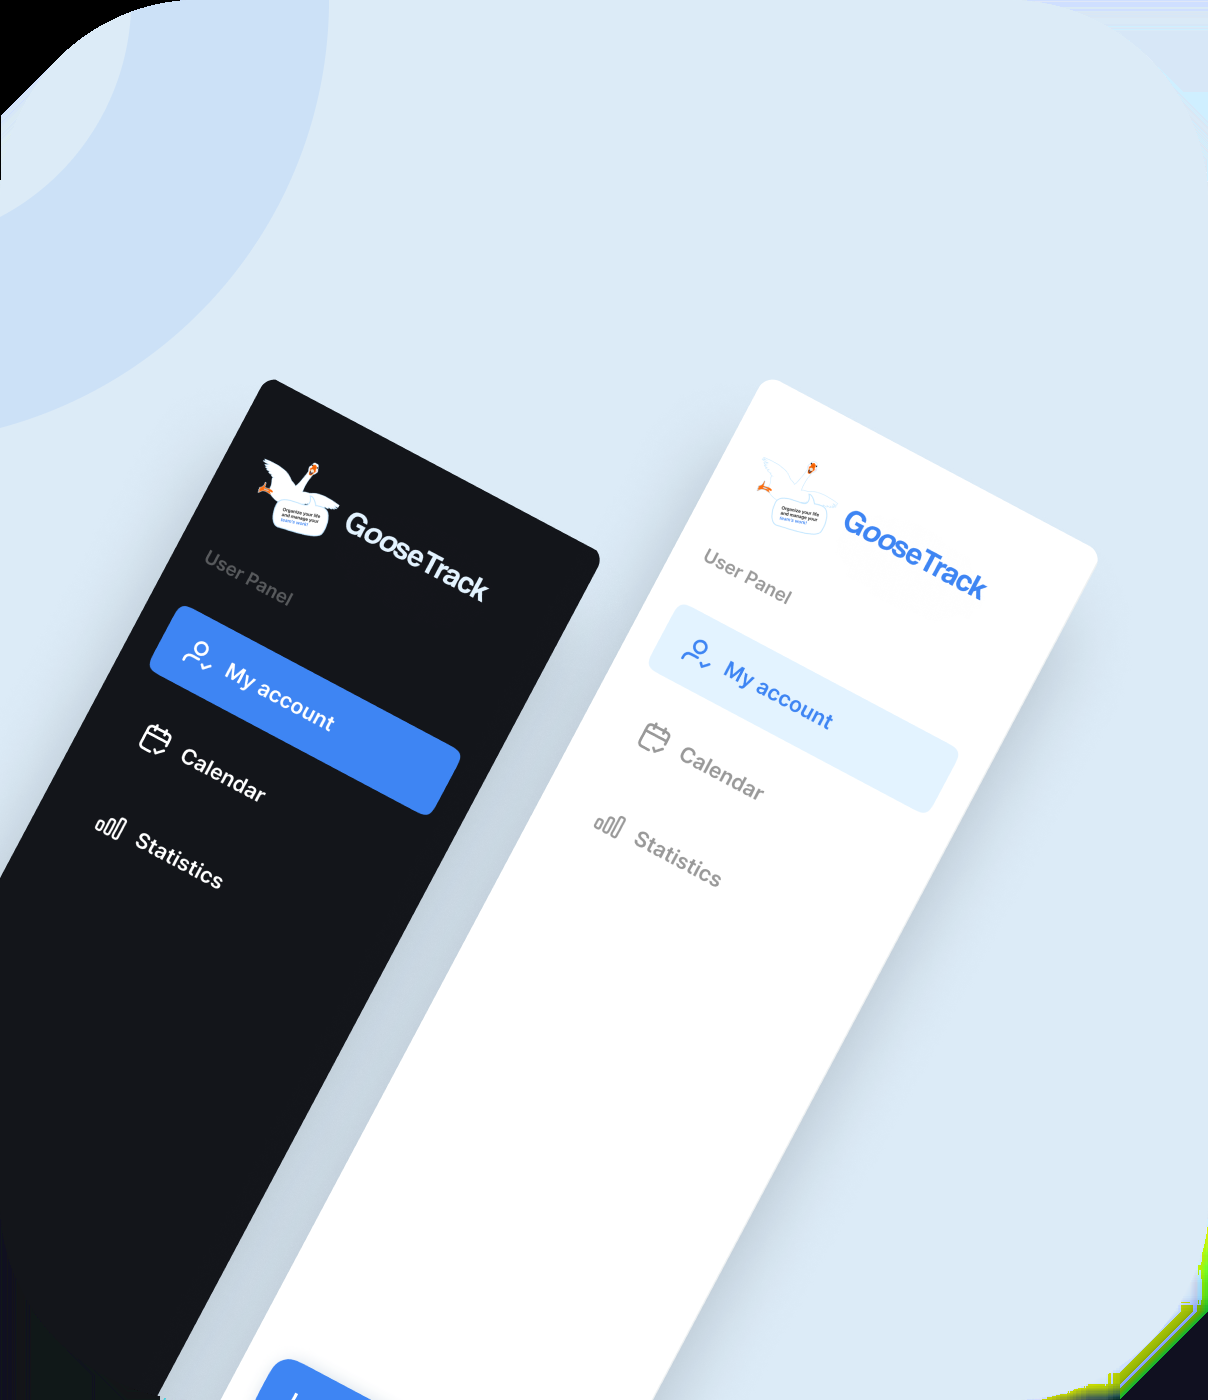 Organize your life
and manage your
team's work!
GooseTrack
User Panel
My account
Calendar
Statistics
Organize your life
and manage your
team's work!
GooseTrack
User Panel
My account
Calendar
Statistics